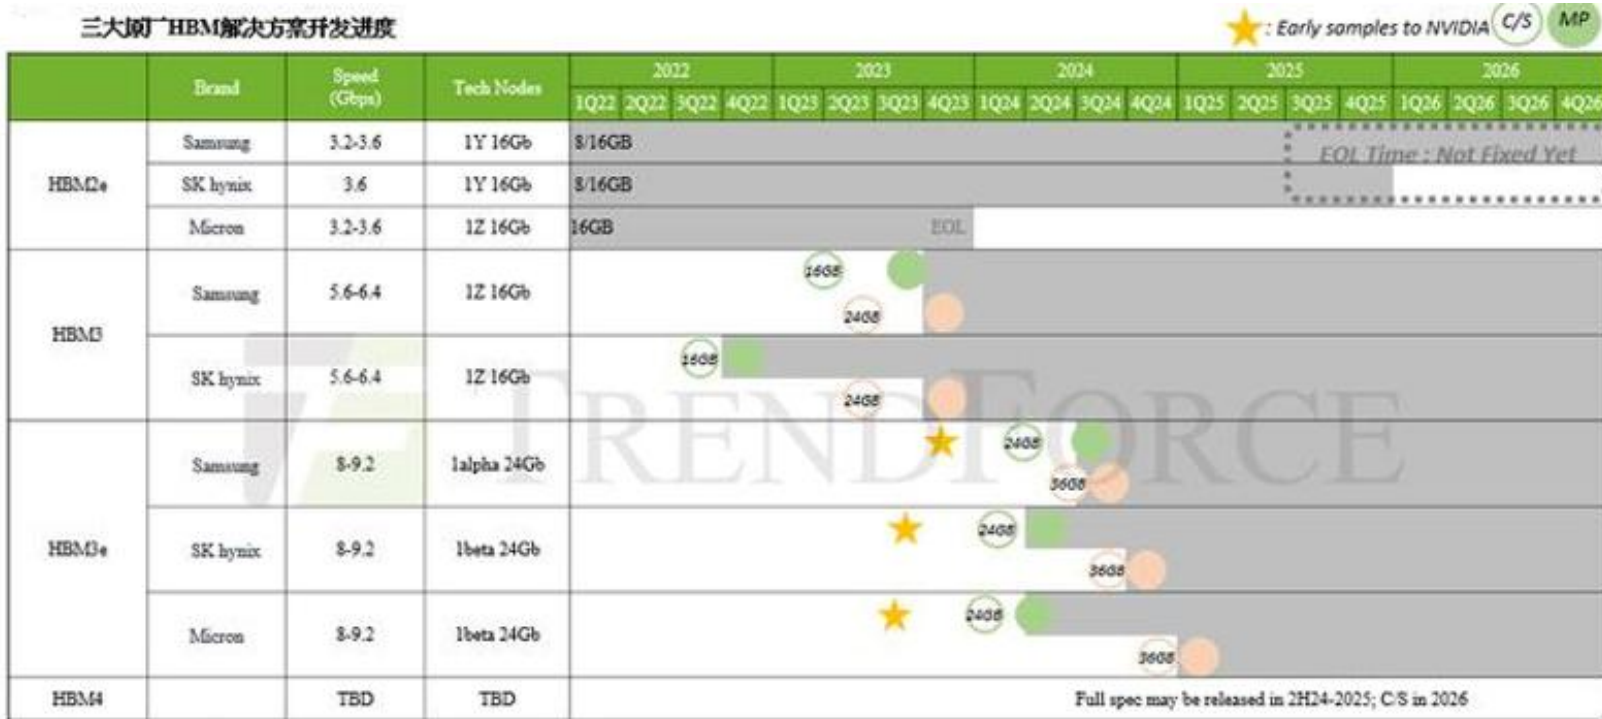 三大原厂HBM解决方案开发进度
: Early samples to NVIDIA C/S MP
Brand Speed (Gbps) Tech Nodes 2022 2023 2024 2025 2026
1Q22 2Q22 3Q22 4Q22 1Q23 2Q23 3Q23 4Q23 1Q24 2Q24 3Q24 4Q24 1Q25 2Q25 3Q25 4Q25 1Q26 2Q26 3Q26 4Q26
HBM2e
Samsung 3.2-3.6 1Y 16Gb 8/16GB EOL Time : Not Fixed Yet
SK hynix 3.6 1Y 16Gb 8/16GB
Micron 3.2-3.6 1Z 16Gb 16GB EOL
HBM3
Samsung 5.6-6.4 1Z 16Gb 16GB
24GB
SK hynix 5.6-6.4 1Z 16Gb 16GB
24GB
TRENDFORCE
HBM3e
Samsung 8-9.2 1alpha 24Gb 24GB
36GB
SK hynix 8-9.2 1beta 24Gb 24GB
36GB
Micron 8-9.2 1beta 24Gb 24GB
36GB
HBM4 TBD TBD Full spec may be released in 2H24-2025; C/S in 2026